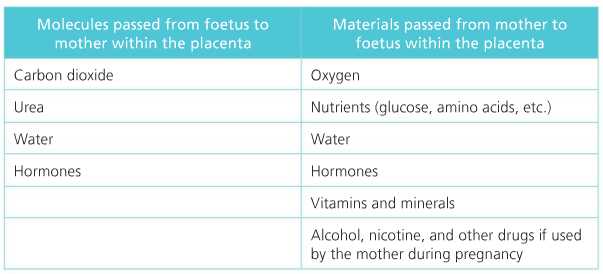 Molecules passed from foetus to
mother within the placenta
Materials passed from mother to
foetus within the placenta
Carbon dioxide
Oxygen
Urea
Nutrients (glucose, amino acids, etc.)
Water
Water
Hormones
Hormones
Vitamins and minerals
Alcohol, nicotine, and other drugs if used
by the mother during pregnancy